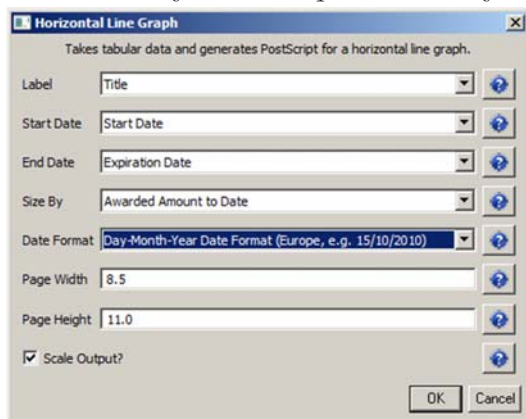 Horizontal Line Graph
Takes tabular data and generates PostScript for a horizontal line graph.
Label Title
Start Date Start Date
End Date Expiration Date
Size By Awarded Amount to Date
Date Format Day-Month-Year Date Format (Europe, e.g. 15/10/2010)
Page Width 8.5
Page Height 11.0
Scale Output?
OK Cancel